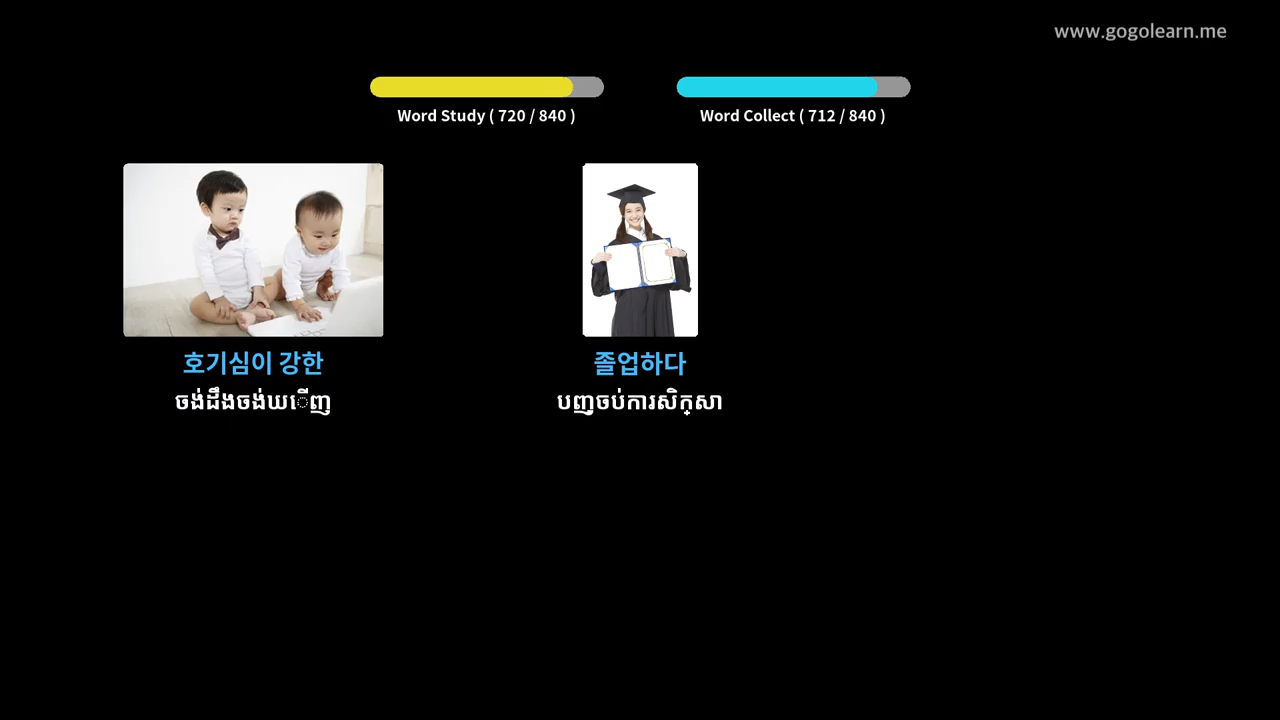 www.gogolearn.me
Word Study ( 720 / 840 )
Word Collect ( 712 / 840 )
호기심이 강한
ចង់ដឹងចង់ឃើញ
졸업하다
បញ្ចប់ការសិក្សា